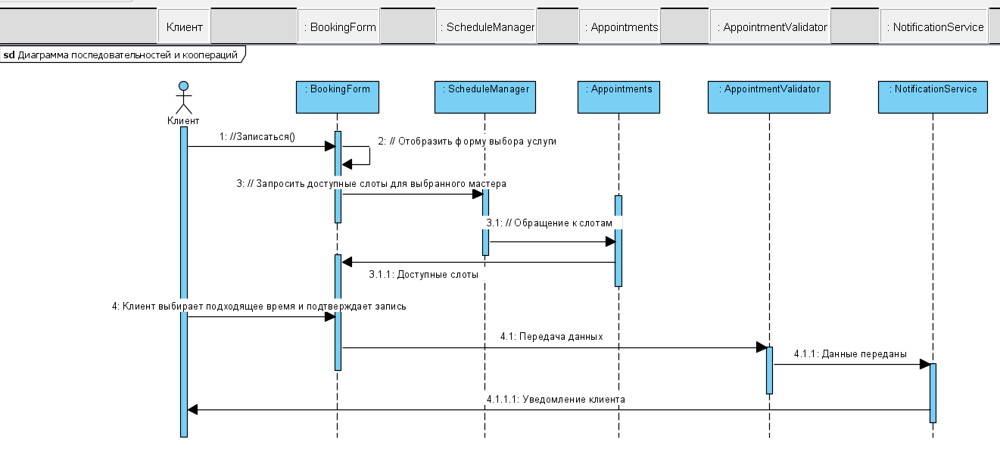 Клиент
: BookingForm
: ScheduleManager
: Appointments
: AppointmentValidator
: NotificationService
sd Диаграмма последовательностей и коопераций
: BookingForm
: ScheduleManager
: Appointments
: AppointmentValidator
: NotificationService
Клиент
1: //Записаться()
2: // Отобразить форму выбора услуги
3: // Запросить доступные слоты для выбранного мастера
3.1: // Обращение к слотам
3.1.1: Доступные слоты
4: Клиент выбирает подходящее время и подтверждает запись
4.1: Передача данных
4.1.1: Данные переданы
4.1.1.1: Уведомление клиента